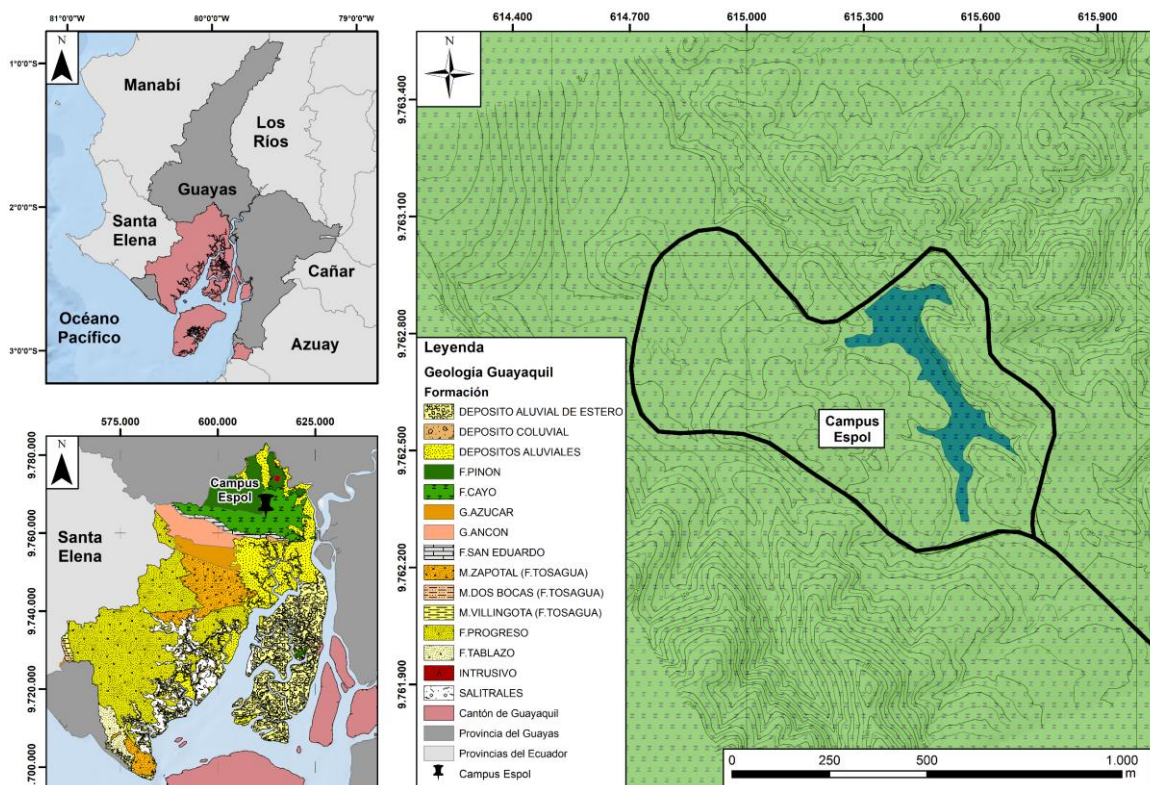 81°0'0"O 80°0'0"O 79°0'0"O
1°0'0"S
2°0'0"S
3°0'0"S
N
Manabí
Los
Ríos
Guayas
Santa
Elena
Cañar
Océano
Pacífico
Azuay
575.000 600.000 625.000
9.780.000
9.760.000
9.740.000
9.720.000
9.700.000
N
Campus
Espol
Santa
Elena
614.400 614.700 615.000 615.300 615.600 615.900
9.763.400
9.763.100
9.762.800
9.762.500
9.762.200
9.761.900
N
Campus
Espol
Leyenda
Geología Guayaquil
Formación
DEPOSITO ALUVIAL DE ESTERO
DEPOSITO COLUVIAL
DEPOSITOS ALUVIALES
F.PINON
F.CAYO
G.AZUCAR
G.ANCON
F.SAN EDUARDO
M.ZAPOTAL (F.TOSAGUA)
M.DOS BOCAS (F.TOSAGUA)
M.VILLINGOTA (F.TOSAGUA)
F.PROGRESO
F.TABLAZO
INTRUSIVO
SALITRALES
Cantón de Guayaquil
Provincia del Guayas
Provincias del Ecuador
Campus Espol
0 250 500 1.000
m